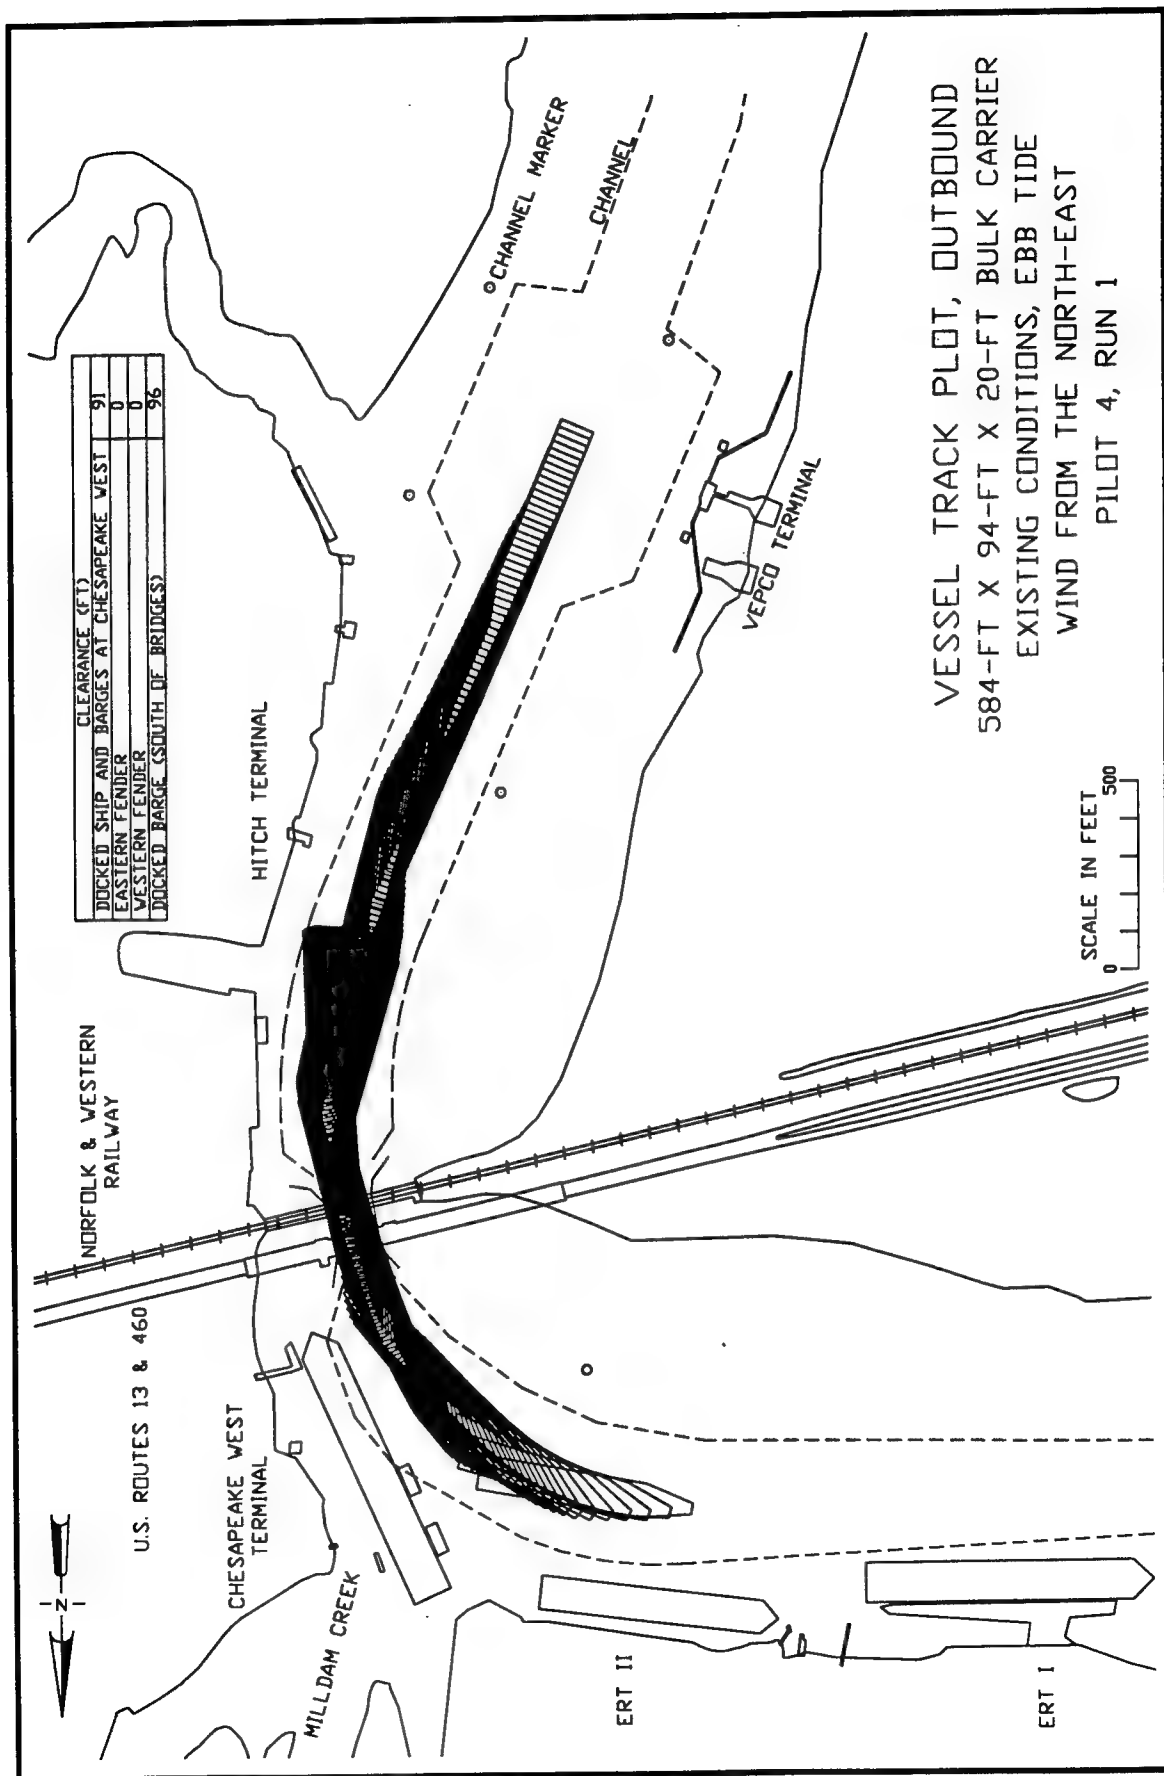 CLEARANCE (FT)
DOCKED SHIP AND BARGES AT CHESAPEAKE WEST 91
EASTERN FENDER 0
WESTERN FENDER 0
DOCKED BARGE (SOUTH OF BRIDGES) 96
N
U.S. ROUTES 13 & 460
NORFOLK & WESTERN
RAILWAY
CHESAPEAKE WEST
TERMINAL
MILLDAM CREEK
HITCH TERMINAL
CHANNEL MARKER
CHANNEL
VEPCO TERMINAL
ERT II
ERT I
SCALE IN FEET
0 500
VESSEL TRACK PLOT, OUTBOUND
584-FT X 94-FT X 20-FT BULK CARRIER
EXISTING CONDITIONS, EBB TIDE
WIND FROM THE NORTH-EAST
PILOT 4, RUN 1